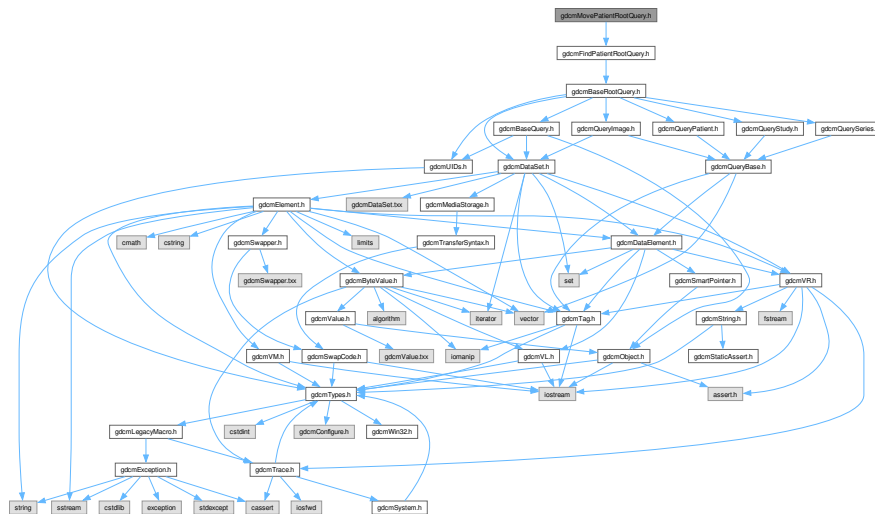 gdcmMovePatientRootQuery.h
gdcmFindPatientRootQuery.h
gdcmBaseRootQuery.h
gdcmBaseQuery.h
gdcmQueryImage.h
gdcmQueryPatient.h
gdcmQueryStudy.h
gdcmQuerySeries.
gdcmUIDs.h
gdcmDataSet.h
gdcmQueryBase.h
gdcmElement.h
gdcmDataSet.txx
gdcmMediaStorage.h
cmath
cstring
gdcmSwapper.h
limits
gdcmTransferSyntax.h
gdcmDataElement.h
gdcmSwapper.txx
gdcmByteValue.h
set
gdcmSmartPointer.h
gdcmVR.h
gdcmValue.h
algorithm
iterator
vector
gdcmTag.h
gdcmString.h
fstream
gdcmVM.h
gdcmSwapCode.h
gdcmValue.txx
iomanip
gdcmVL.h
gdcmObject.h
gdcmStaticAssert.h
gdcmTypes.h
iostream
assert.h
gdcmLegacyMacro.h
cstdint
gdcmConfigure.h
gdcmWin32.h
gdcmException.h
gdcmTrace.h
string
sstream
cstdlib
exception
stdexcept
cassert
iosfwd
gdcmSystem.h